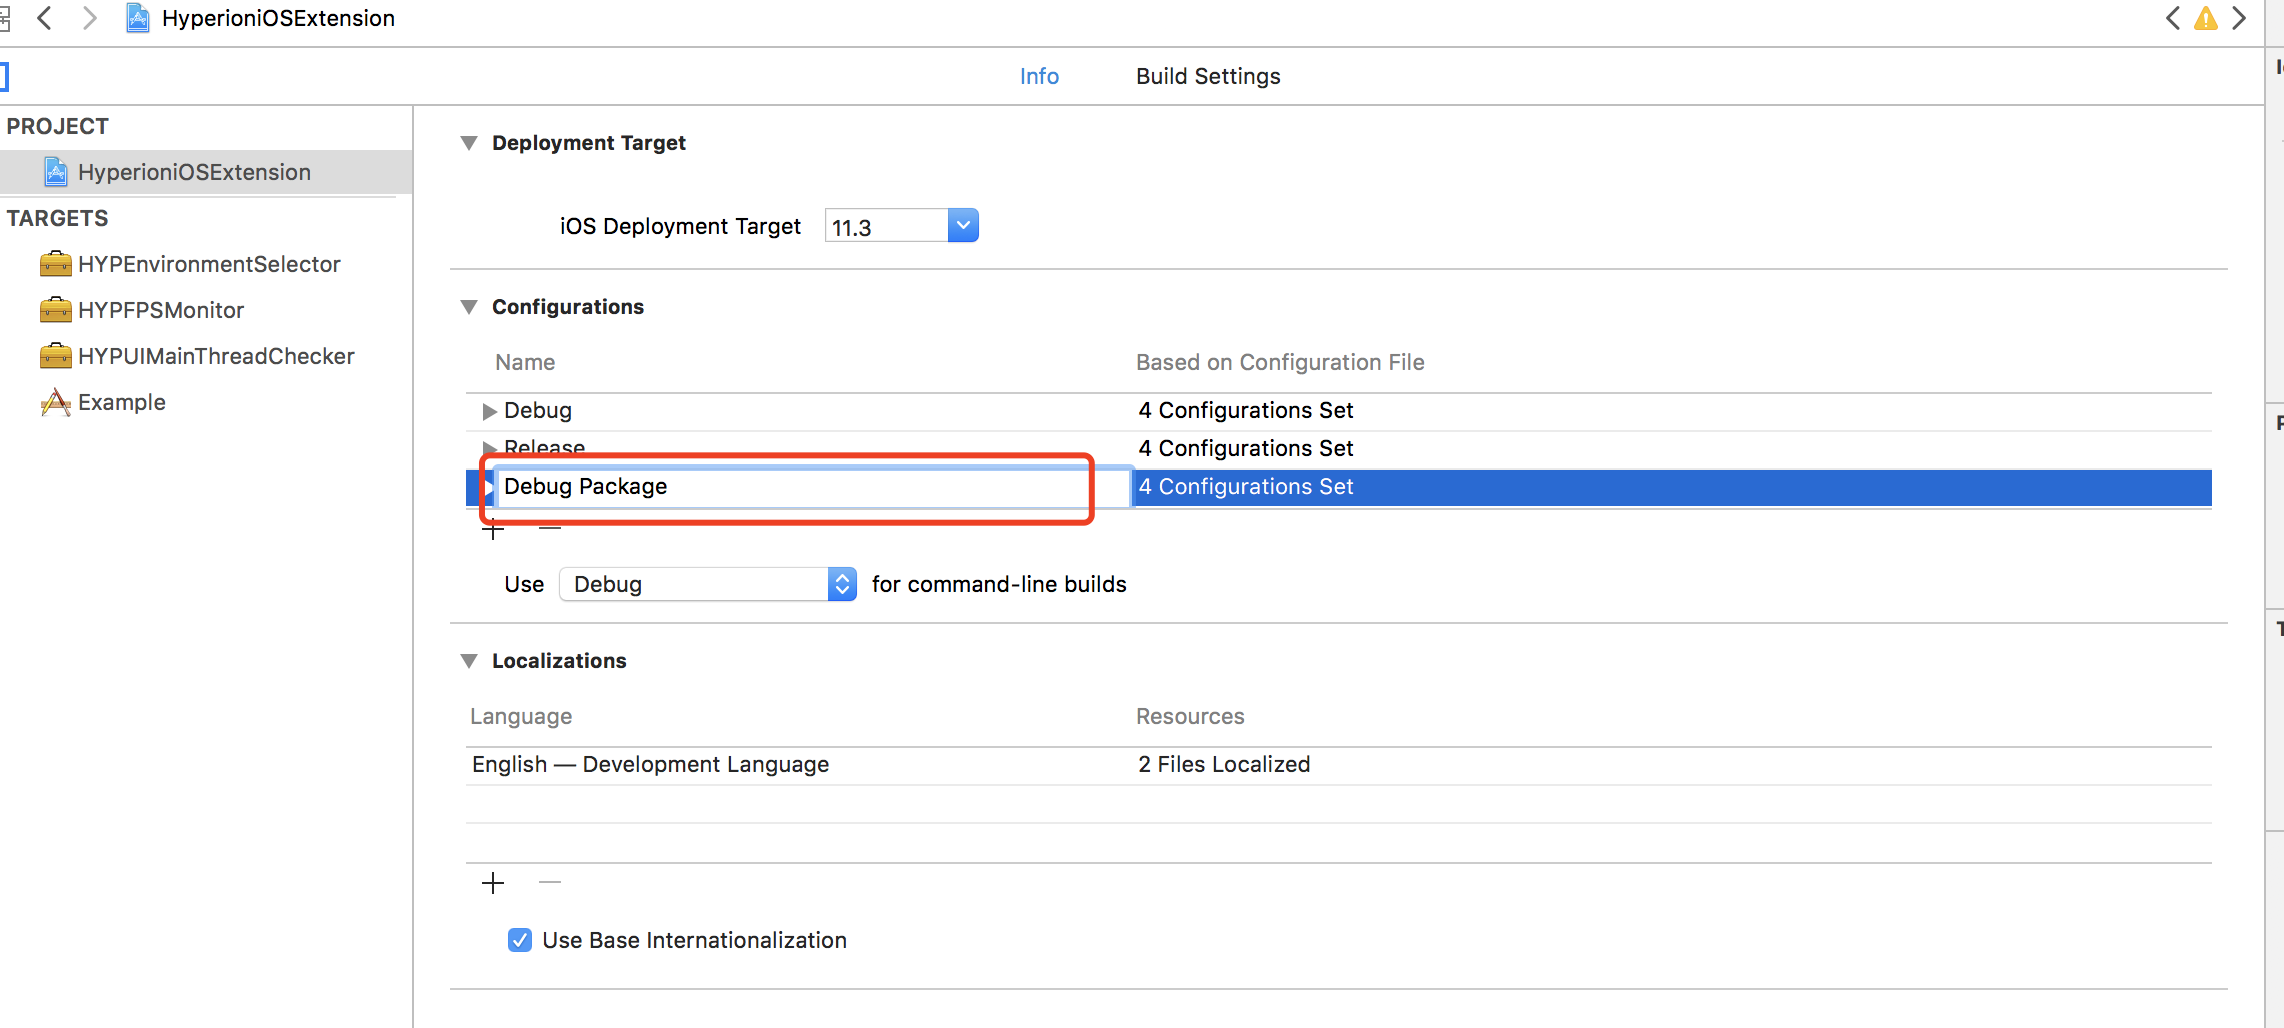 HyperioniOSExtension
Info Build Settings
PROJECT
HyperioniOSExtension
TARGETS
HYPEnvironmentSelector
HYPFPSMonitor
HYPUIMainThreadChecker
Example
Deployment Target
iOS Deployment Target 11.3
Configurations
Name Based on Configuration File
Debug 4 Configurations Set
Release 4 Configurations Set
Debug Package 4 Configurations Set
Use Debug for command-line builds
Localizations
Language Resources
English — Development Language 2 Files Localized
Use Base Internationalization